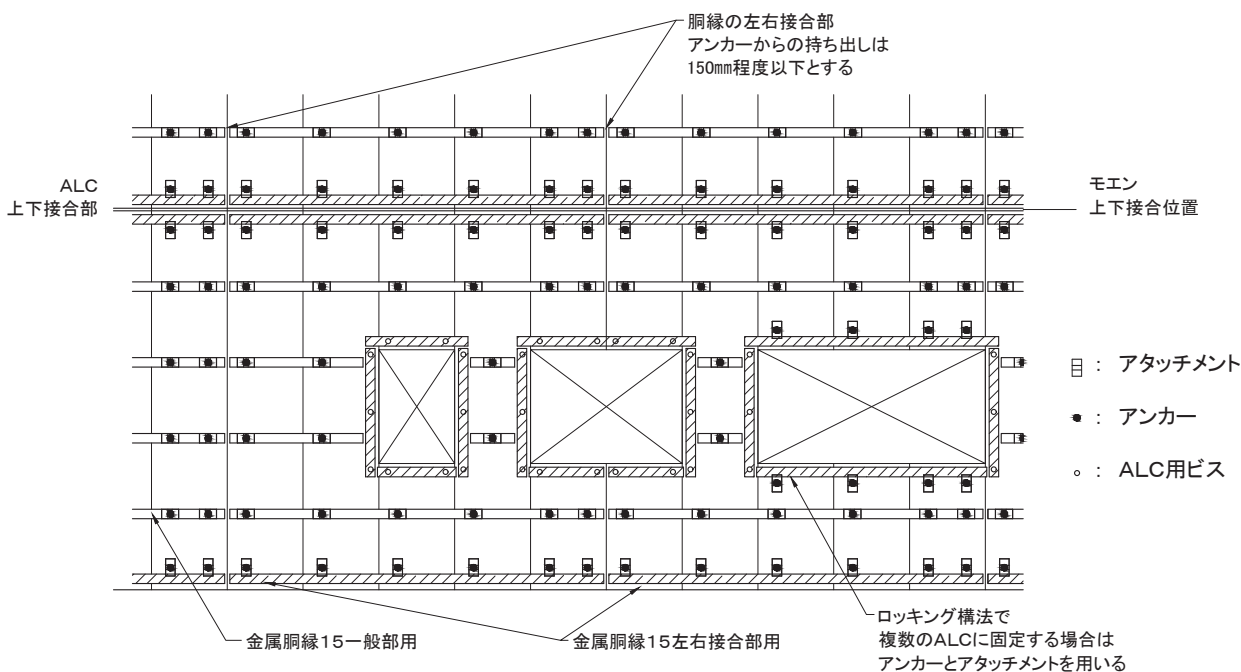 胴縁の左右接合部
アンカーからの持ち出しは
150mm程度以下とする
ALC
上下接合部
モエン
上下接合位置
： アタッチメント
： アンカー
： ALC用ビス
金属胴縁15一般部用
金属胴縁15左右接合部用
ロッキング構法で
複数のALCに固定する場合は
アンカーとアタッチメントを用いる